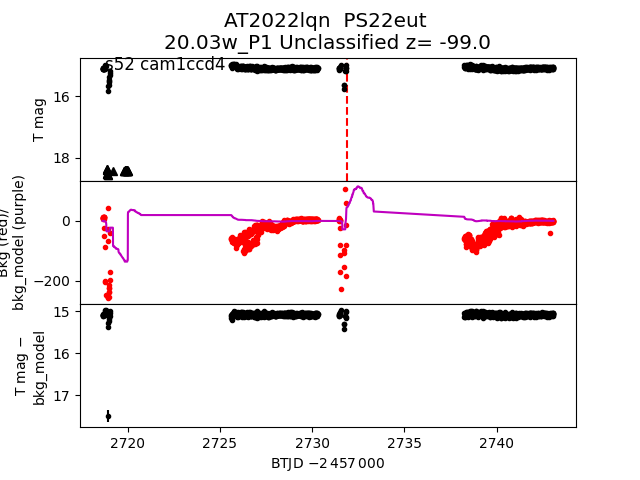 AT2022lqn  PS22eut
20.03w_P1 Unclassified z= -99.0
s52 cam1ccd4
T mag
16
18
Bkg (red)/
bkg_model (purple)
0
−200
T mag −
bkg_model
15
16
17
2720
2725
2730
2735
2740
BTJD −2 457 000